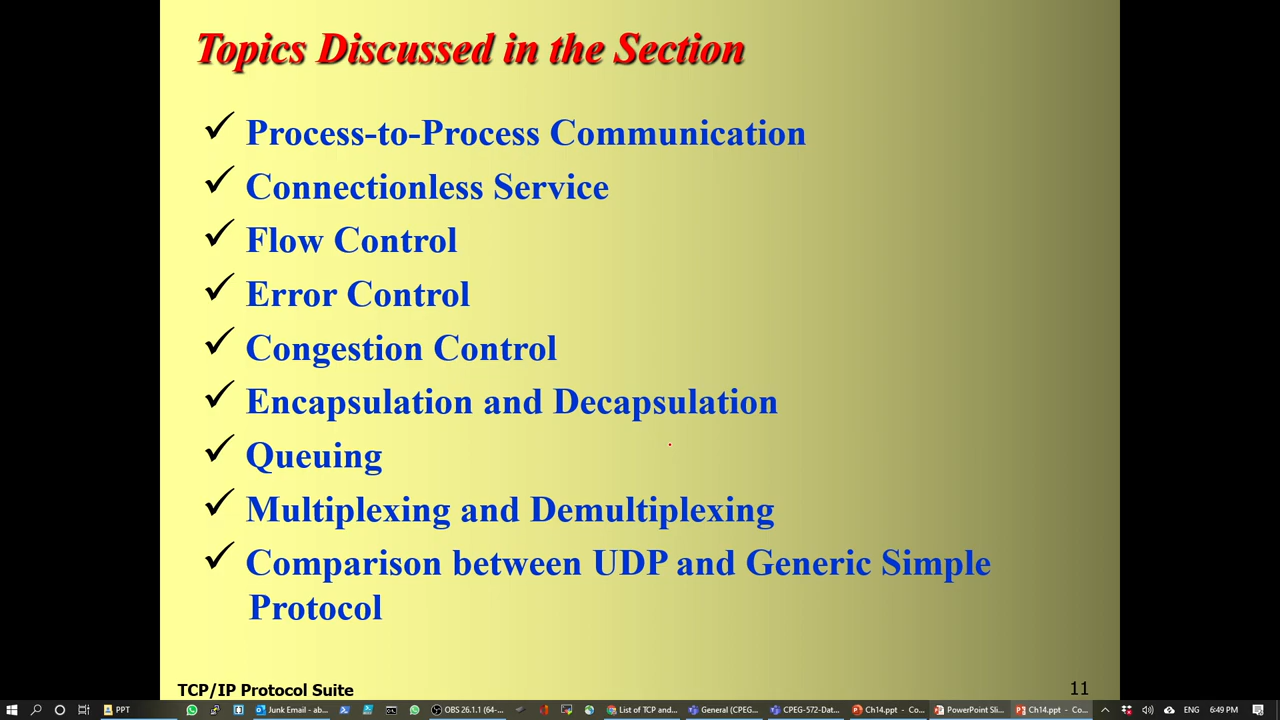 Topics Discussed in the Section
✓ Process-to-Process Communication
✓ Connectionless Service
✓ Flow Control
✓ Error Control
✓ Congestion Control
✓ Encapsulation and Decapsulation
✓ Queuing
✓ Multiplexing and Demultiplexing
✓ Comparison between UDP and Generic Simple
Protocol
TCP/IP Protocol Suite
11
PPT
Junk Email - ab...
OBS 26.1.1 (64-...
List of TCP and...
General (CPEG...
CPEG-572-Dat...
Ch14.ppt - Co...
PowerPoint Sli...
Ch14.ppt - Co...
ENG
6:49 PM